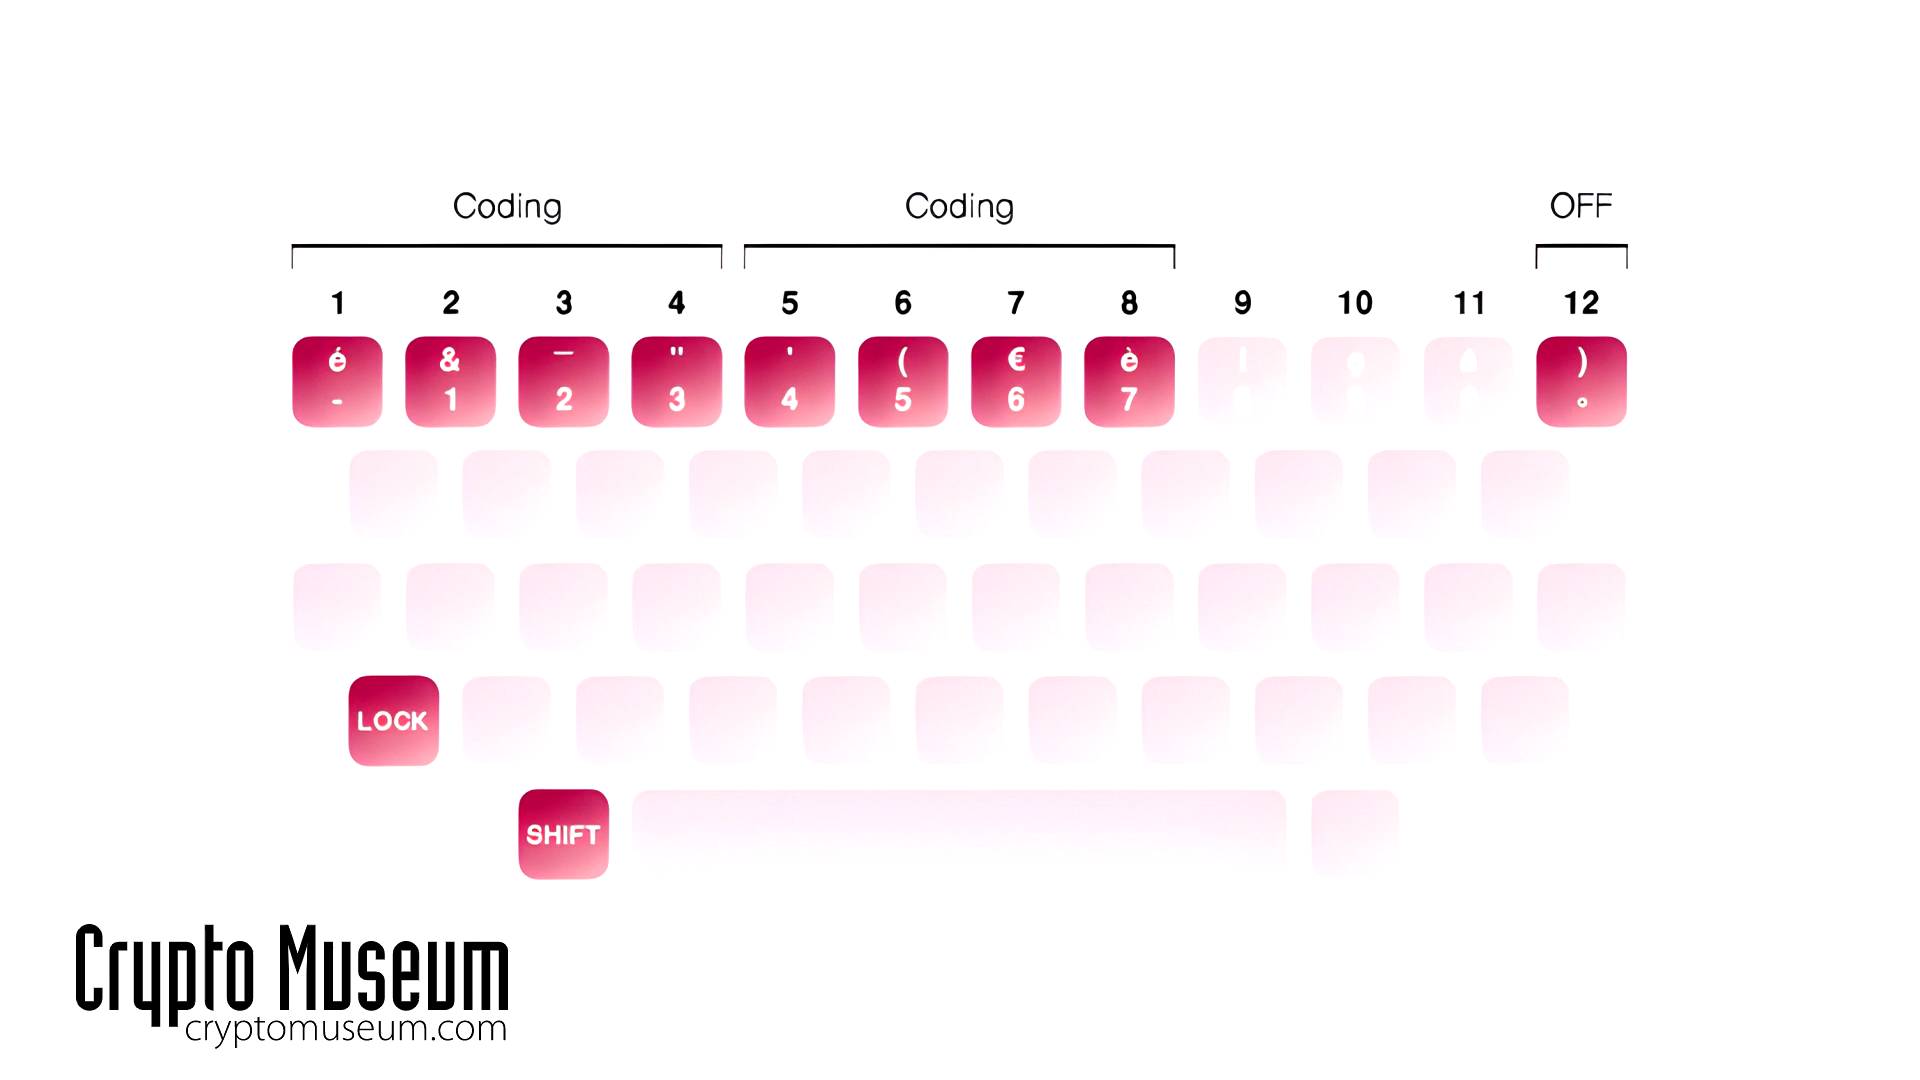 Coding Coding OFF
1 2 3 4 5 6 7 8 9 10 11 12
é & — " ' ( € è )
- 1 2 3 4 5 6 7 °
LOCK
SHIFT
Crypto Museum
cryptomuseum.com